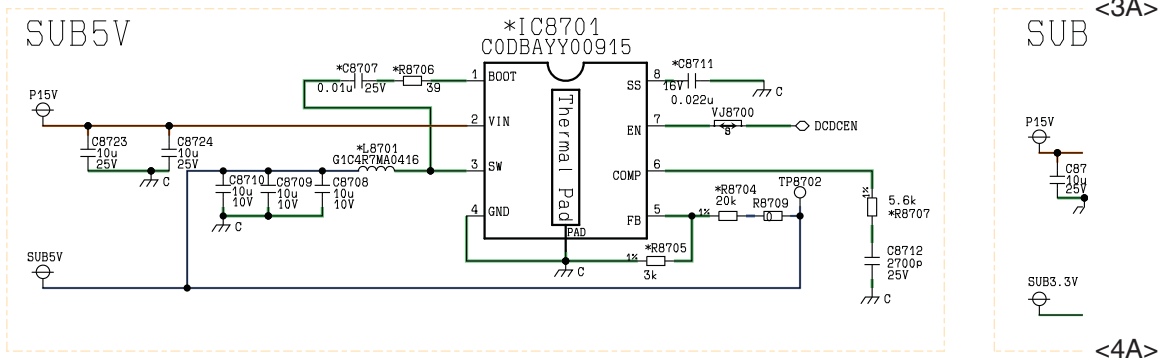 <3A>
SUB5V
*IC8701
C0DBAYY00915
SUB
*C8707
0.01u 25V
*R8706
39
1 BOOT
SS 8
*C8711
16V
0.022u
C
P15V
2 VIN
Thermal Pad
EN 7
VJ8700
S
DCDCEN
P15V
C8723
10u
25V
C8724
10u
25V
C
*L8701
G1C4R7MA0416
3 SW
COMP 6
C87
10u
25V
C8710
10u
10V
C8709
10u
10V
C8708
10u
10V
C
4 GND
FB 5
1%
*R8704
20k
R8709
TP8702
1%
5.6k
*R8707
PAD
SUB5V
C
1%
*R8705
3k
C8712
2700p
25V
C
SUB3.3V
<4A>